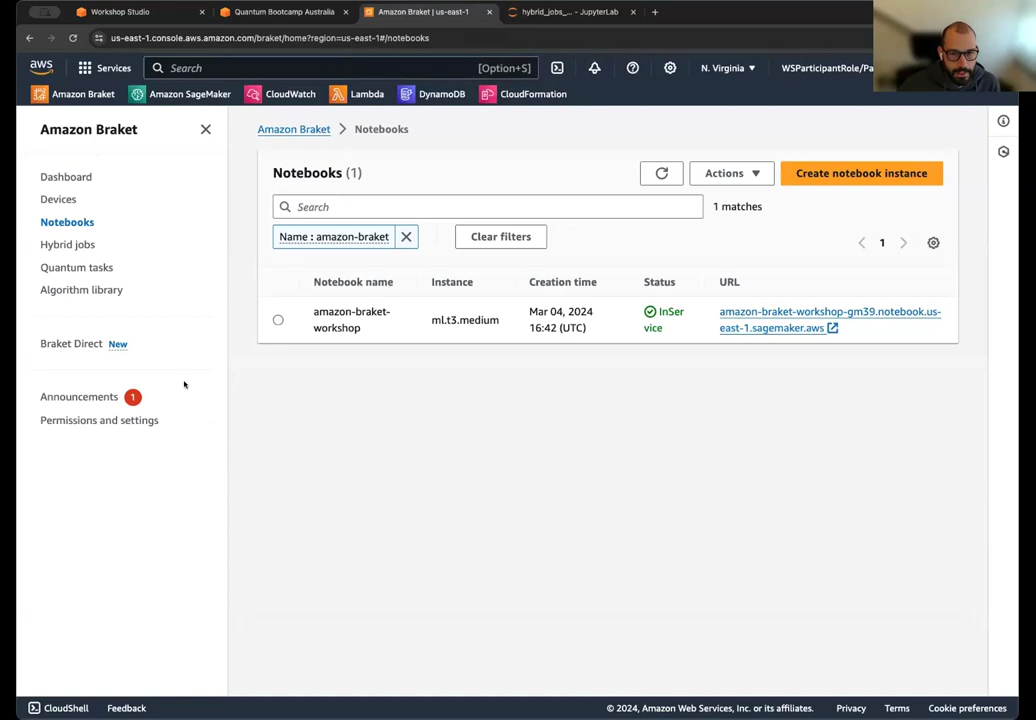 Workshop Studio
Quantum Bootcamp Australia
Amazon Braket | us-east-1
hybrid_jobs_... - JupyterLab
us-east-1.console.aws.amazon.com/braket/home?region=us-east-1#/notebooks
aws
Services
Search
[Option+S]
N. Virginia
WSParticipantRole/Pa
Amazon Braket
Amazon SageMaker
CloudWatch
Lambda
DynamoDB
CloudFormation
Amazon Braket
Dashboard
Devices
Notebooks
Hybrid jobs
Quantum tasks
Algorithm library
Braket Direct New
Announcements 1
Permissions and settings
Amazon Braket > Notebooks
Notebooks (1)
Actions
Create notebook instance
Search
1 matches
Name : amazon-braket
Clear filters
1
Notebook name
Instance
Creation time
Status
URL
amazon-braket-
workshop
ml.t3.medium
Mar 04, 2024
16:42 (UTC)
InSer
vice
amazon-braket-workshop-gm39.notebook.us-
east-1.sagemaker.aws
CloudShell
Feedback
© 2024, Amazon Web Services, Inc. or its affiliates.
Privacy
Terms
Cookie preferences